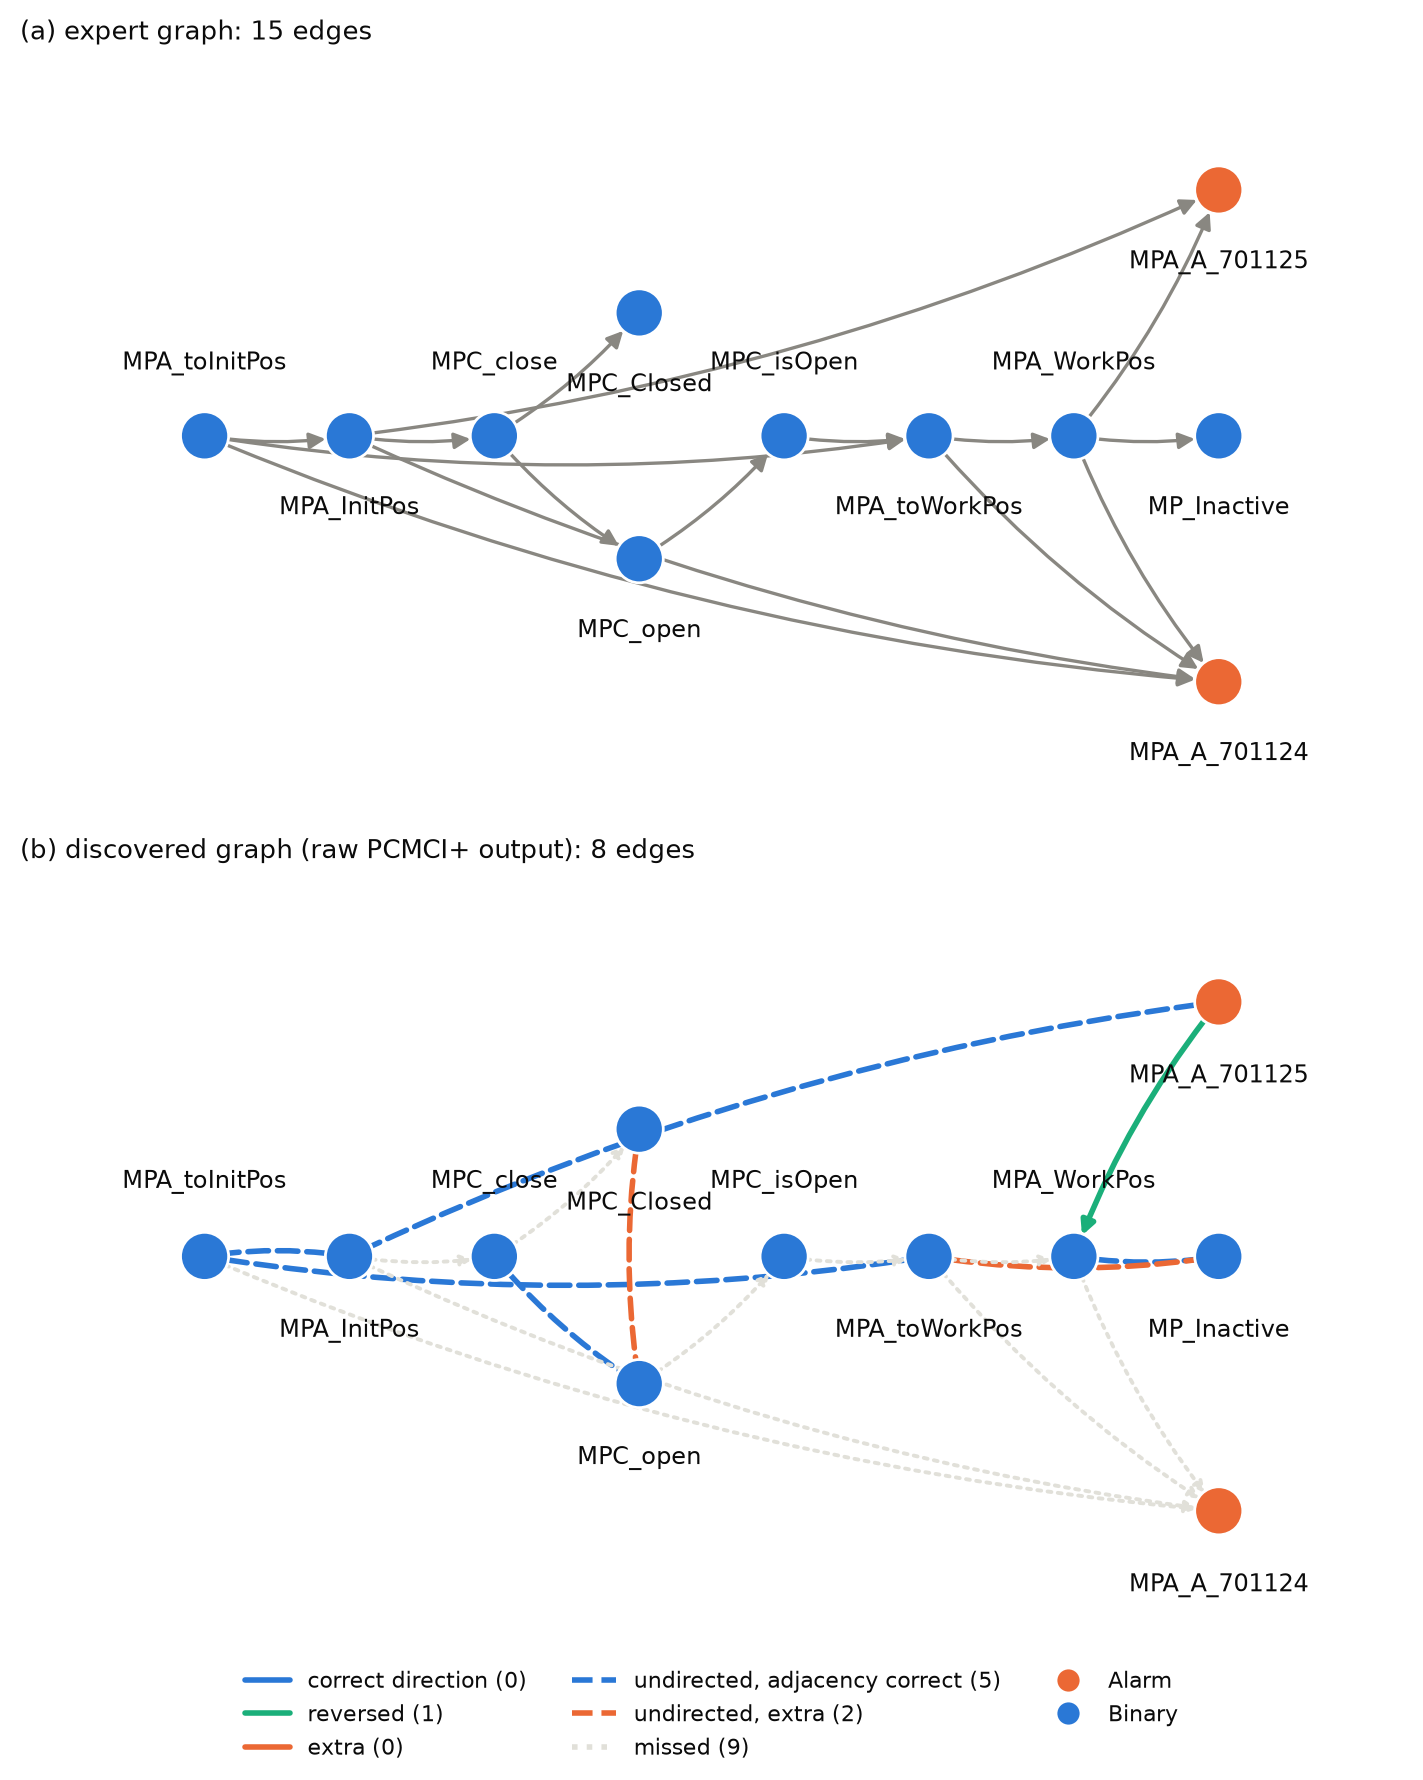 (a) expert graph: 15 edges
MPA_A_701125
MPA_toInitPos
MPC_close
MPC_isOpen
MPA_WorkPos
MPC_Closed
MPA_InitPos
MPA_toWorkPos
MP_Inactive
MPC_open
MPA_A_701124
(b) discovered graph (raw PCMCI+ output): 8 edges
MPA_A_701125
MPA_toInitPos
MPC_close
MPC_isOpen
MPA_WorkPos
MPC_Closed
MPA_InitPos
MPA_toWorkPos
MP_Inactive
MPC_open
MPA_A_701124
correct direction (0)
reversed (1)
extra (0)
undirected, adjacency correct (5)
undirected, extra (2)
missed (9)
Alarm
Binary